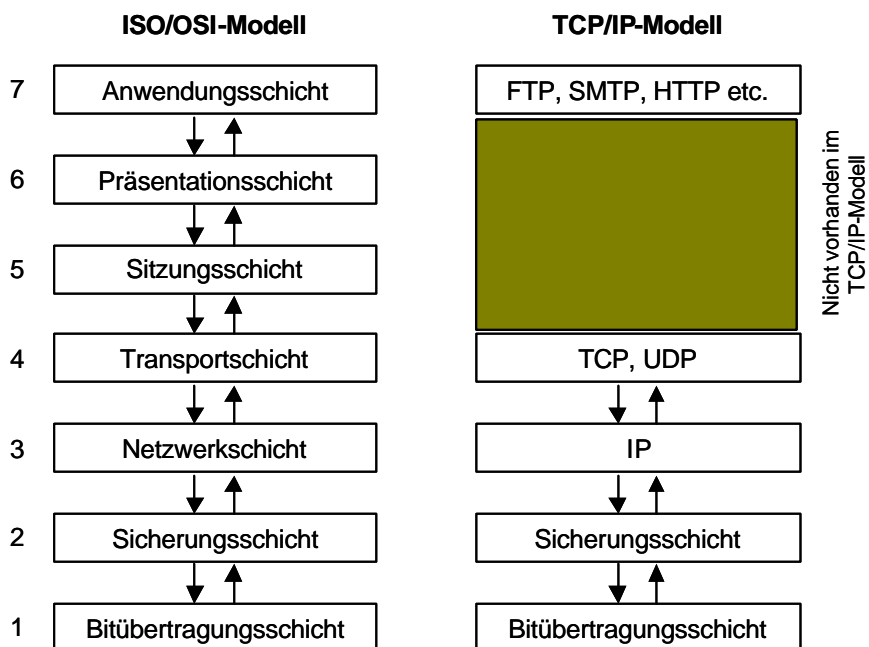 ISO/OSI-Modell
TCP/IP-Modell
7
Anwendungsschicht
FTP, SMTP, HTTP etc.
6
Präsentationsschicht
5
Sitzungsschicht
Nicht vorhanden im
TCP/IP-Modell
4
Transportschicht
TCP, UDP
3
Netzwerkschicht
IP
2
Sicherungsschicht
Sicherungsschicht
1
Bitübertragungsschicht
Bitübertragungsschicht